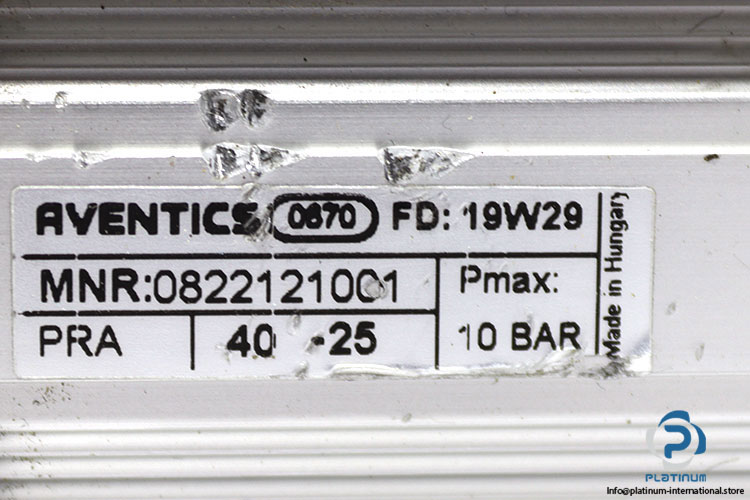 AVENTICS 0670 FD: 19W29
MNR:0822121001
Pmax:
PRA 40 -25
10 BAR
Made in Hungary
PLATINUM
Info@platinum-international.store